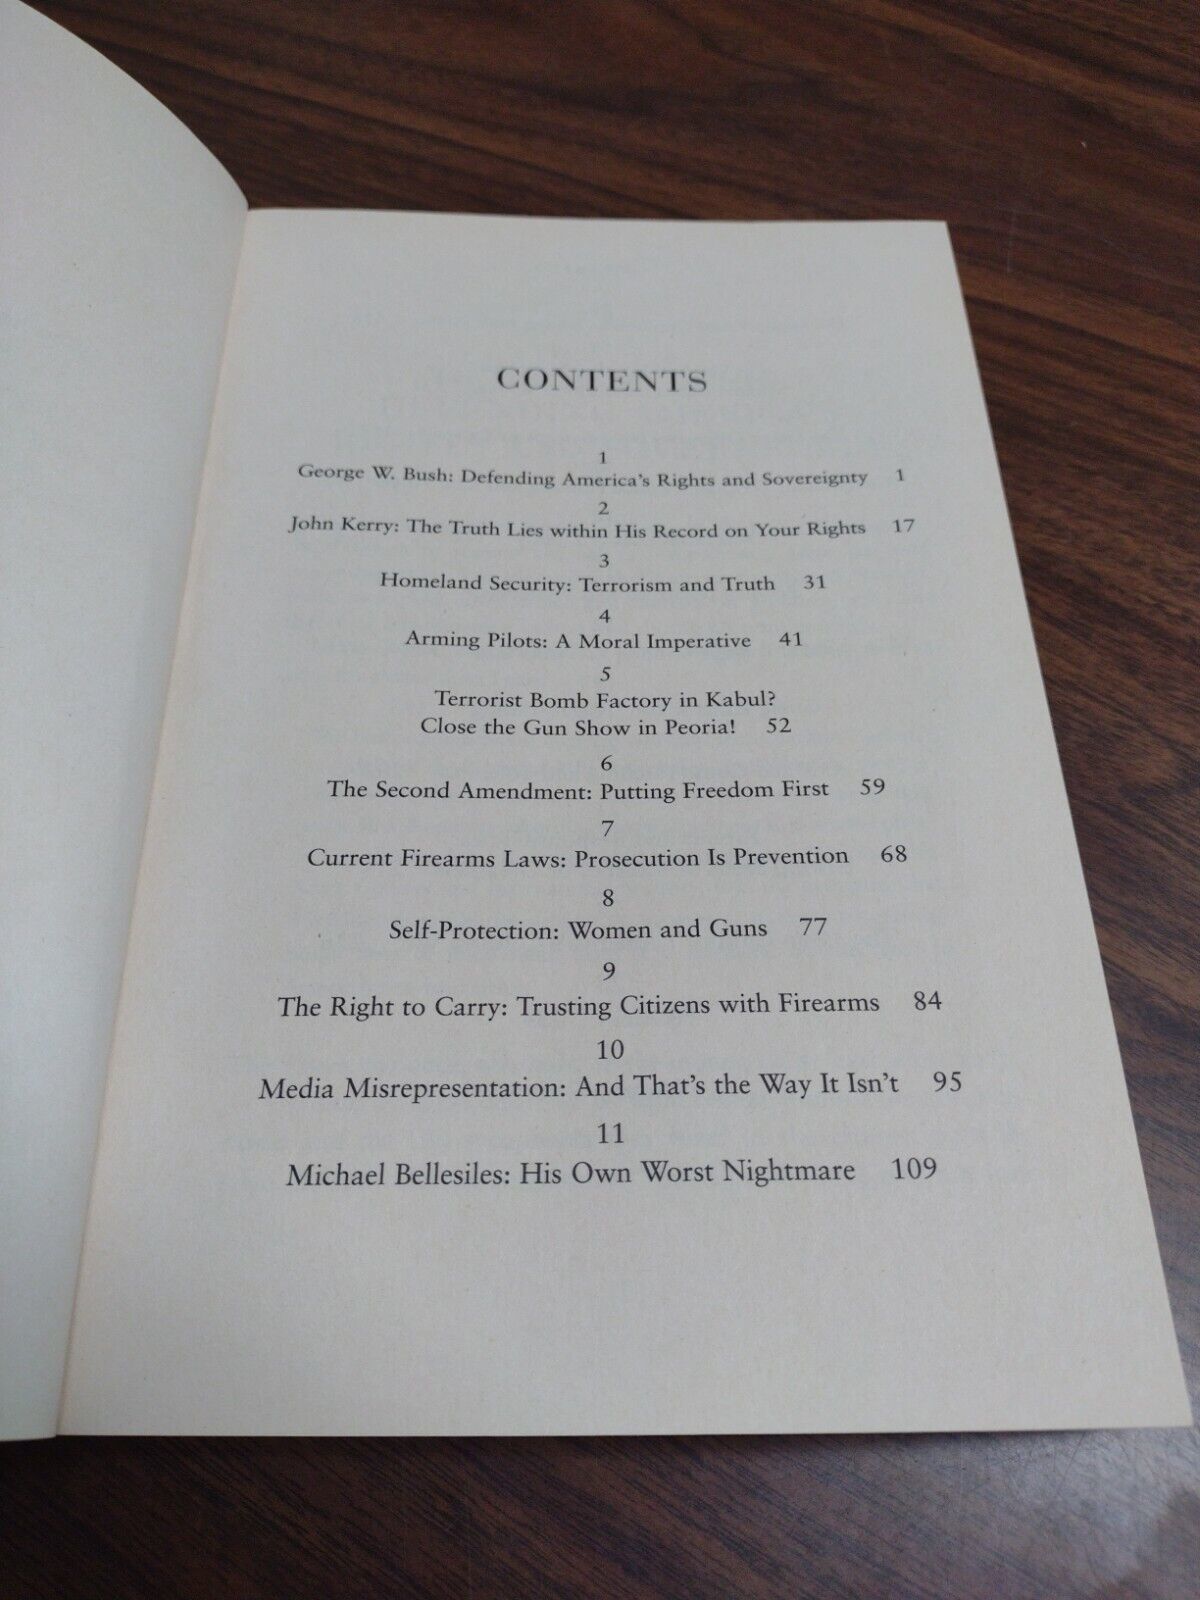 CONTENTS
1
George W. Bush: Defending America's Rights and Sovereignty 1
2
John Kerry: The Truth Lies within His Record on Your Rights 17
3
Homeland Security: Terrorism and Truth 31
4
Arming Pilots: A Moral Imperative 41
5
Terrorist Bomb Factory in Kabul?
Close the Gun Show in Peoria! 52
6
The Second Amendment: Putting Freedom First 59
7
Current Firearms Laws: Prosecution Is Prevention 68
8
Self-Protection: Women and Guns 77
9
The Right to Carry: Trusting Citizens with Firearms 84
10
Media Misrepresentation: And That's the Way It Isn't 95
11
Michael Bellesiles: His Own Worst Nightmare 109